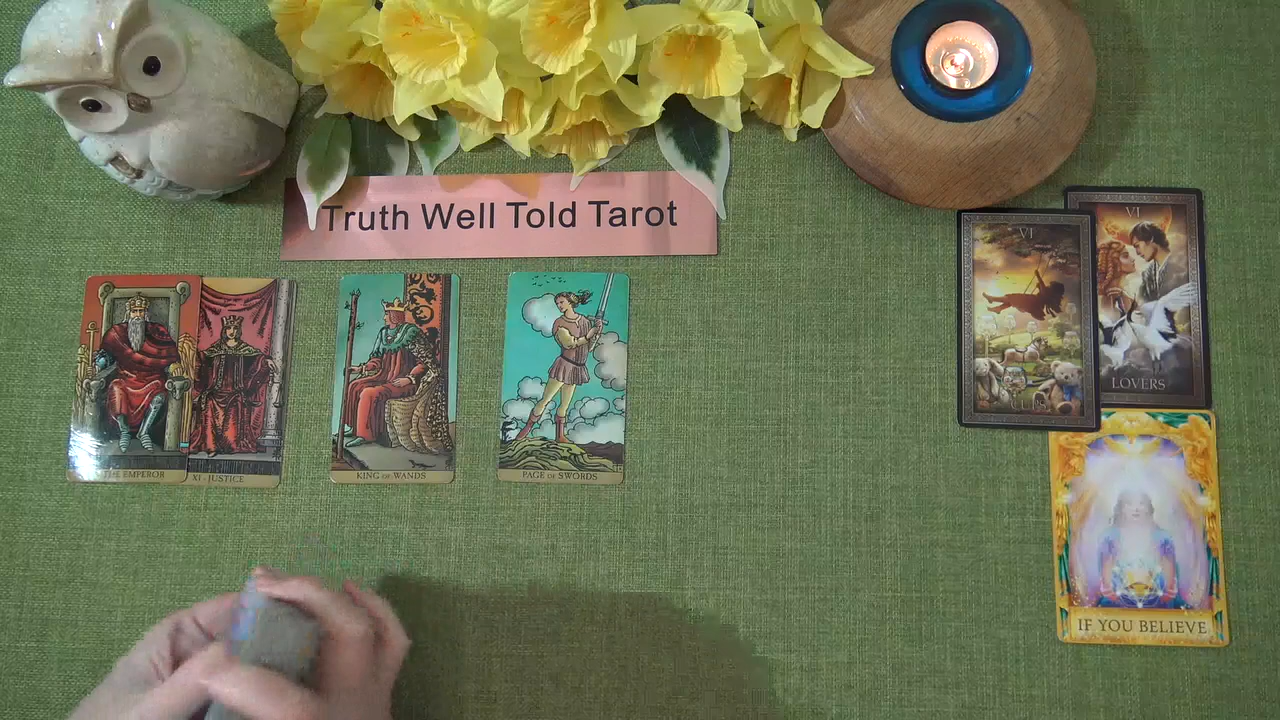 Truth Well Told Tarot
THE EMPEROR
XI · JUSTICE
KING OF WANDS
PAGE OF SWORDS
VI
VI
LOVERS
IF YOU BELIEVE